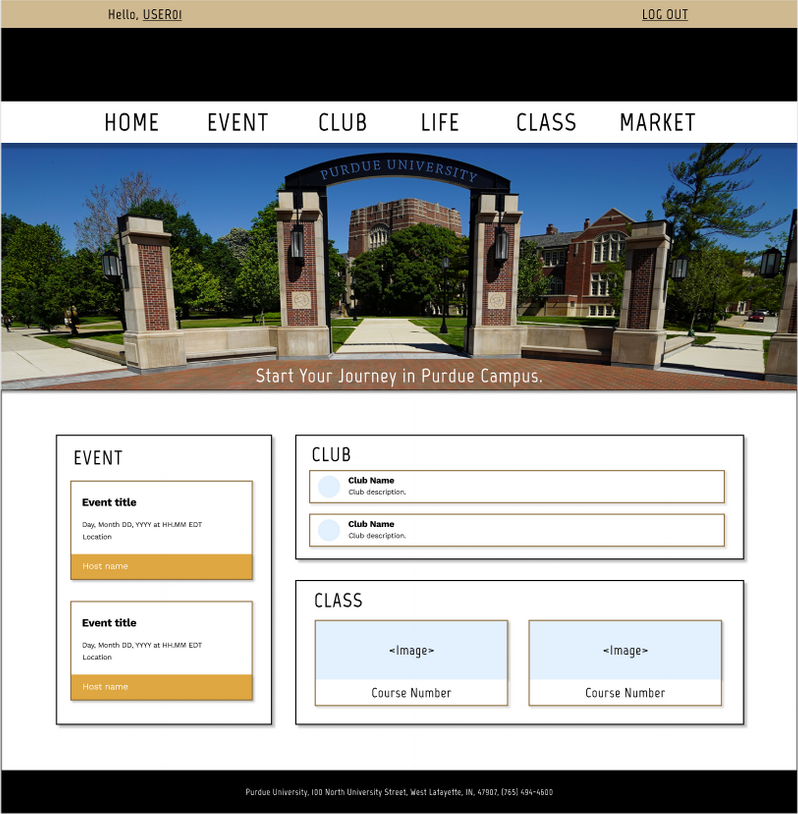 Hello, USER01
LOG OUT
HOME EVENT CLUB LIFE CLASS MARKET
PURDUE UNIVERSITY
Start Your Journey in Purdue Campus.
EVENT
Event title
Day, Month DD, YYYY at HH.MM EDT
Location
Host name
Event title
Day, Month DD, YYYY at HH.MM EDT
Location
Host name
CLUB
Club Name
Club description.
Club Name
Club description.
CLASS
<Image>
Course Number
<Image>
Course Number
Purdue University, 100 North University Street, West Lafayette, IN, 47907, (765) 494-4600